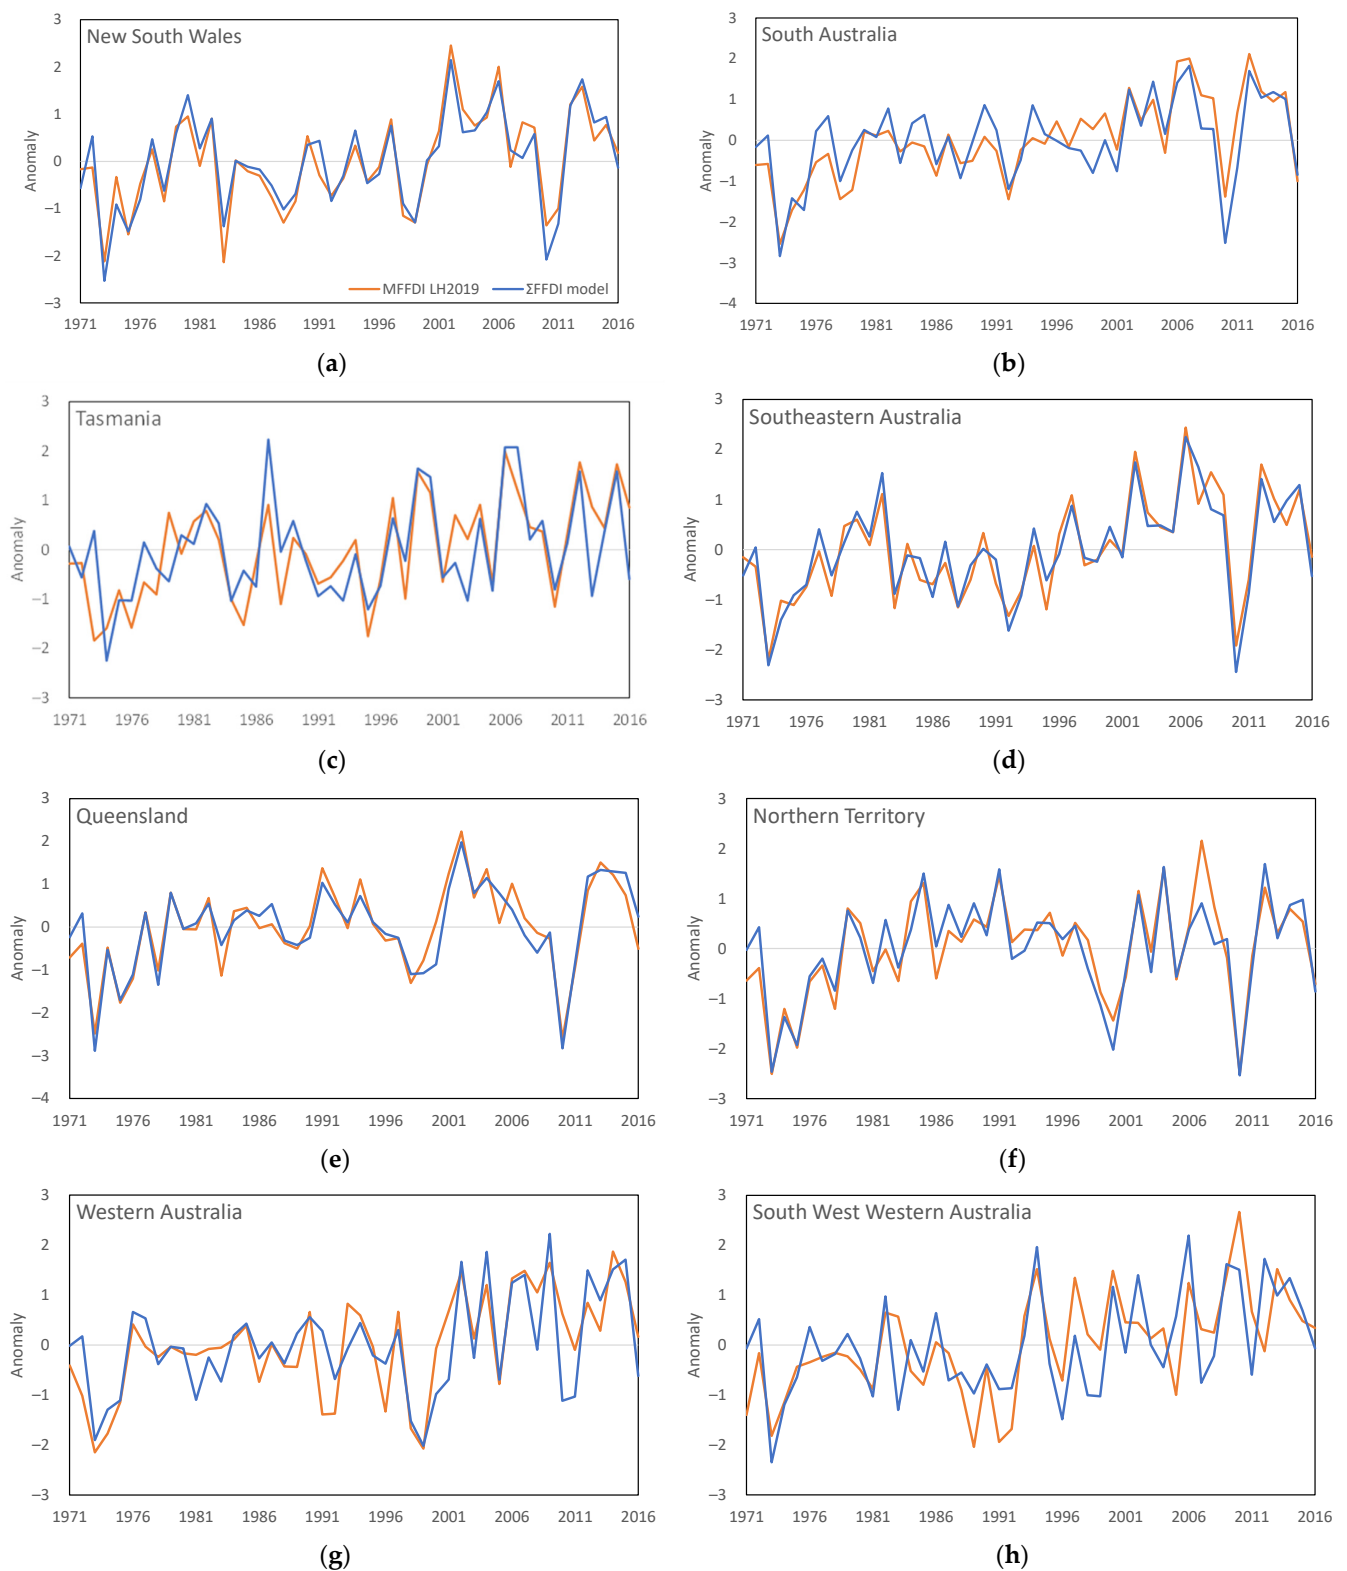 New South Wales
3
2
1
0
−1
−2
−3
Anomaly
MFFDI LH2019 ΣFFDI model
1971 1976 1981 1986 1991 1996 2001 2006 2011 2016
(a)
South Australia
3
2
1
0
−1
−2
−3
−4
Anomaly
1971 1976 1981 1986 1991 1996 2001 2006 2011 2016
(b)
Tasmania
3
2
1
0
−1
−2
−3
Anomaly
1971 1976 1981 1986 1991 1996 2001 2006 2011 2016
(c)
Southeastern Australia
3
2
1
0
−1
−2
−3
Anomaly
1971 1976 1981 1986 1991 1996 2001 2006 2011 2016
(d)
Queensland
3
2
1
0
−1
−2
−3
−4
Anomaly
1971 1976 1981 1986 1991 1996 2001 2006 2011 2016
(e)
Northern Territory
3
2
1
0
−1
−2
−3
Anomaly
1971 1976 1981 1986 1991 1996 2001 2006 2011 2016
(f)
Western Australia
3
2
1
0
−1
−2
−3
Anomaly
1971 1976 1981 1986 1991 1996 2001 2006 2011 2016
(g)
South West Western Australia
3
2
1
0
−1
−2
−3
Anomaly
1971 1976 1981 1986 1991 1996 2001 2006 2011 2016
(h)